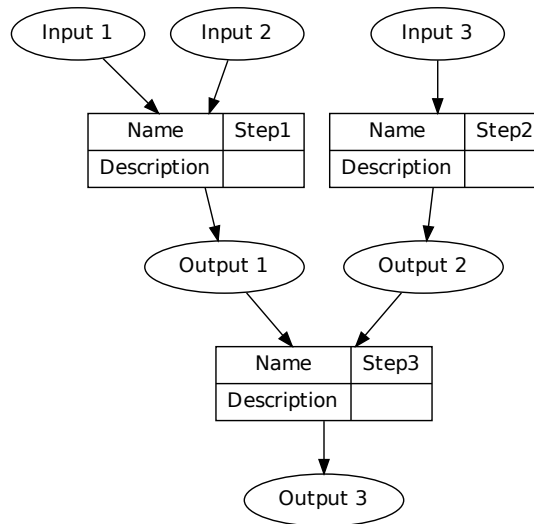 Input 1
Input 2
Input 3
Name Step1
Description
Name Step2
Description
Output 1
Output 2
Name Step3
Description
Output 3